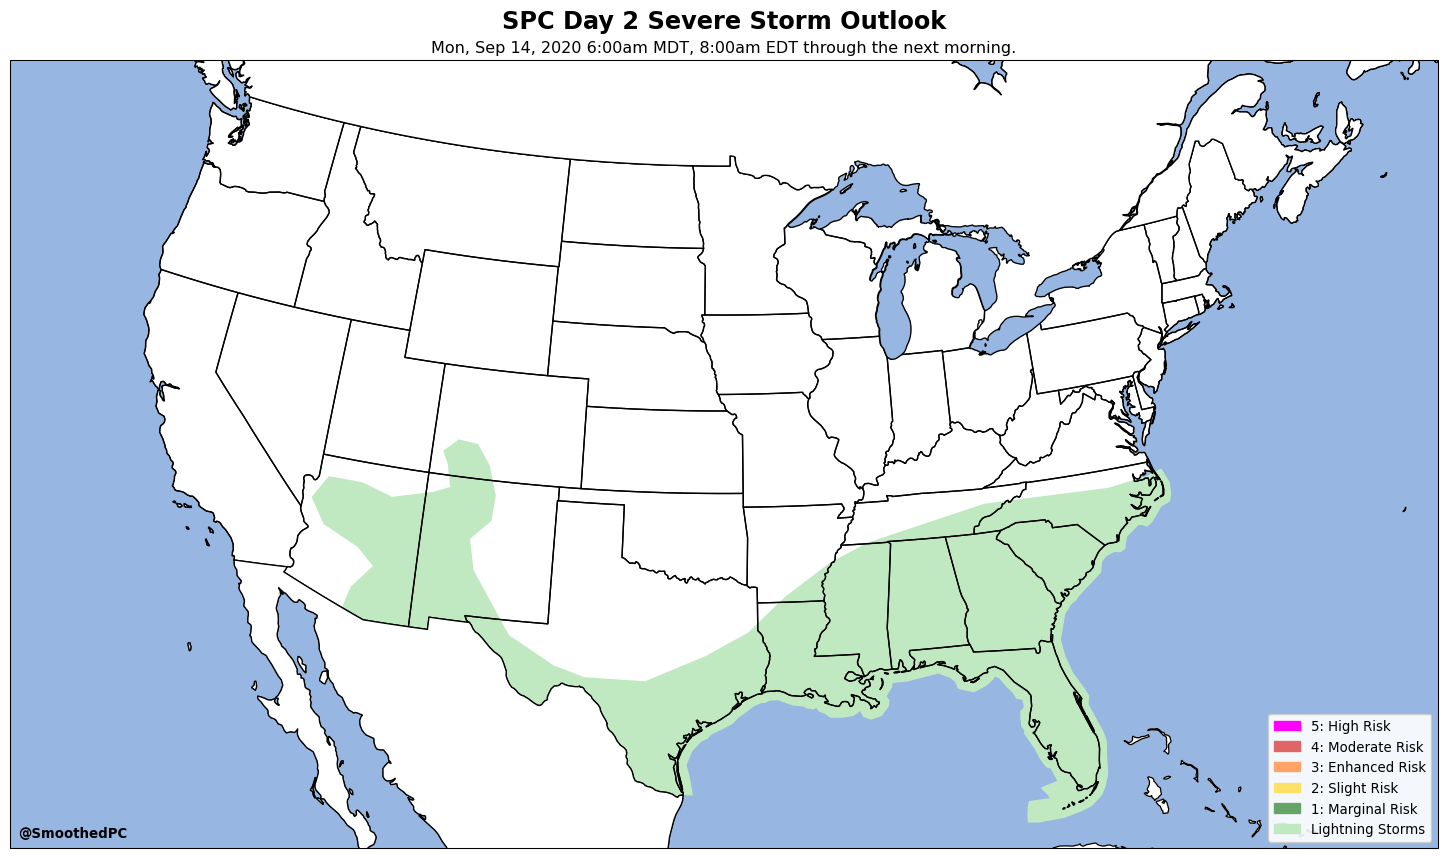 SPC Day 2 Severe Storm Outlook
Mon, Sep 14, 2020 6:00am MDT, 8:00am EDT through the next morning.
5: High Risk
4: Moderate Risk
3: Enhanced Risk
2: Slight Risk
1: Marginal Risk
Lightning Storms
@SmoothedPC